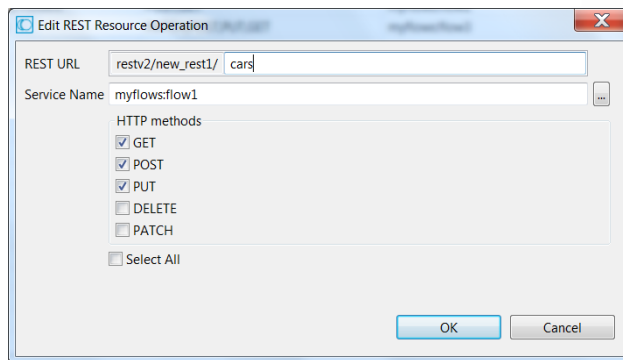 Edit REST Resource Operation
REST URL restv2/new_rest1/ cars
Service Name myflows:flow1 ...
HTTP methods
GET
POST
PUT
DELETE
PATCH
Select All
OK Cancel